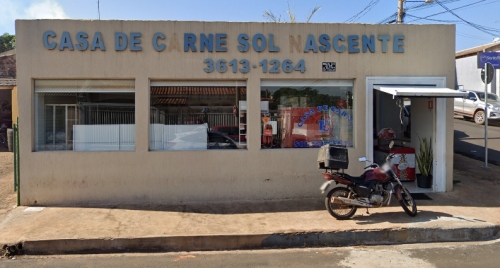 CASA DE CARNE SOL NASCENTE
3613-1264